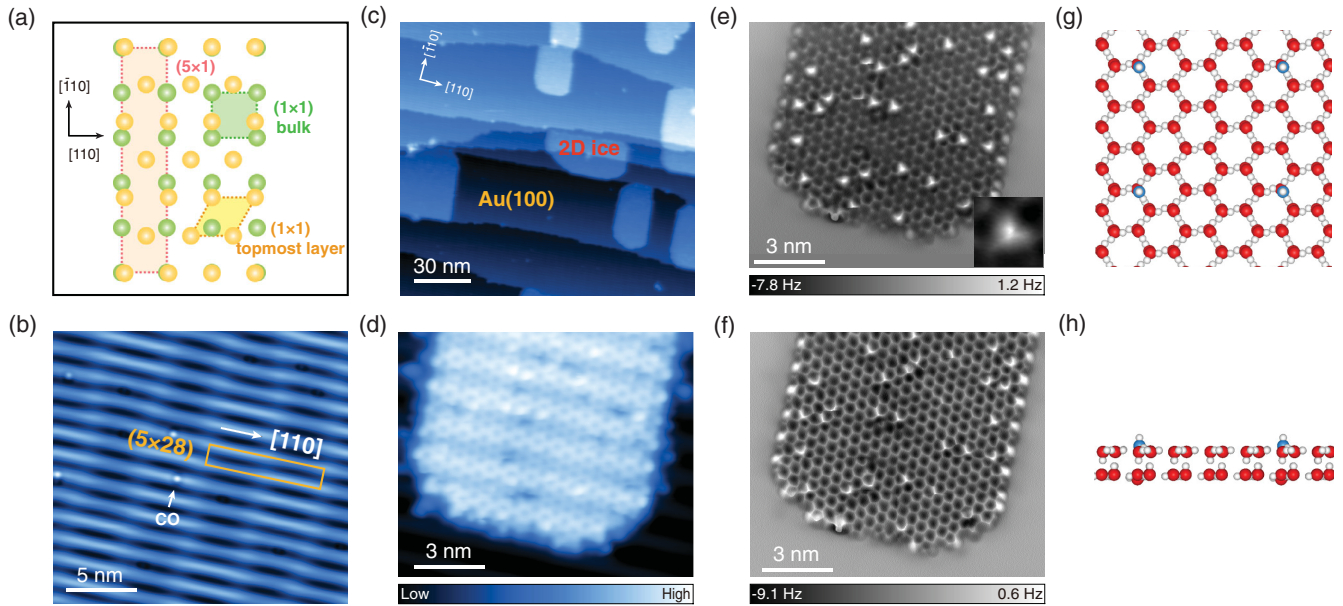 (a)
[1̄10]
[110]
(5×1)
(1×1)
bulk
(1×1)
topmost layer
(b)
(5×28)
[110]
CO
5 nm
(c)
[1̄10]
[110]
2D ice
Au(100)
30 nm
(d)
3 nm
Low
High
(e)
3 nm
-7.8 Hz
1.2 Hz
(f)
3 nm
-9.1 Hz
0.6 Hz
(g)
(h)